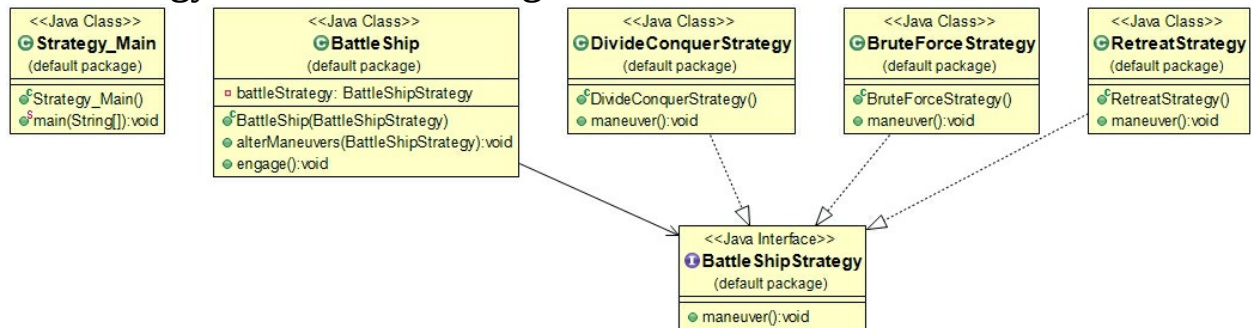 <<Java Class>>
Strategy_Main
(default package)
Strategy_Main()
main(String[]):void
<<Java Class>>
BattleShip
(default package)
battleStrategy: BattleShipStrategy
BattleShip(BattleShipStrategy)
alterManeuvers(BattleShipStrategy):void
engage():void
<<Java Class>>
DivideConquerStrategy
(default package)
DivideConquerStrategy()
maneuver():void
<<Java Class>>
BruteForceStrategy
(default package)
BruteForceStrategy()
maneuver():void
<<Java Class>>
RetreatStrategy
(default package)
RetreatStrategy()
maneuver():void
<<Java Interface>>
BattleShipStrategy
(default package)
maneuver():void